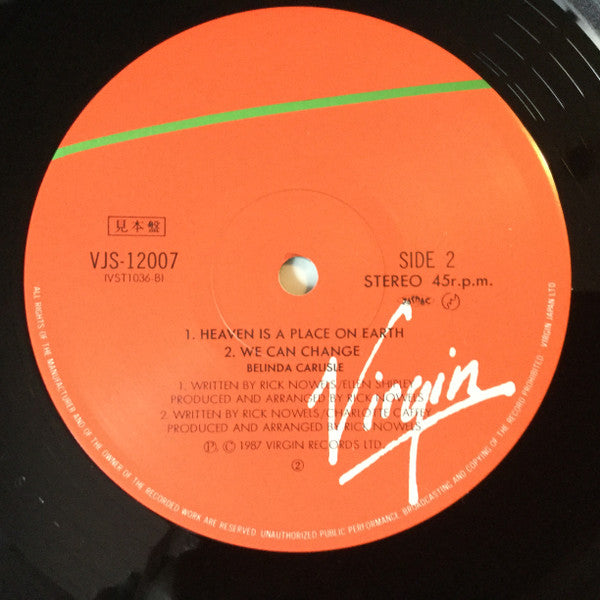 見本盤
VJS-12007
(VST1036-B)
SIDE 2
STEREO 45r.p.m.
JASRAC
1. HEAVEN IS A PLACE ON EARTH
2. WE CAN CHANGE
BELINDA CARLISLE
1. WRITTEN BY RICK NOWELS/ELLEN SHIPLEY
PRODUCED AND ARRANGED BY RICK NOWELS
2. WRITTEN BY RICK NOWELS/CHARLOTTE CAFFEY
PRODUCED AND ARRANGED BY RICK NOWELS
Ⓟ, © 1987 VIRGIN RECORDS LTD.
②
Virgin
ALL RIGHTS OF THE MANUFACTURER AND OF THE OWNER OF THE RECORDED WORK ARE RESERVED. UNAUTHORIZED PUBLIC PERFORMANCE, BROADCASTING AND COPYING OF THE RECORD PROHIBITED. VIRGIN JAPAN LTD